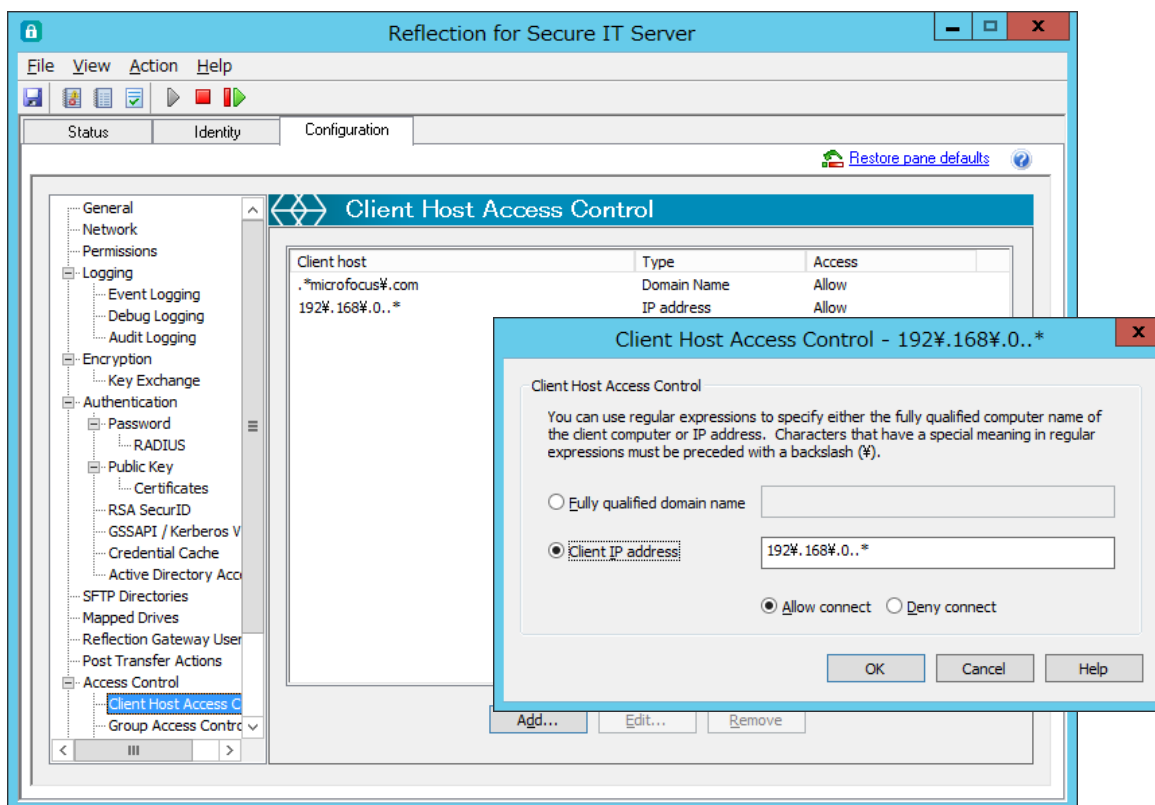 Reflection for Secure IT Server
File View Action Help
Status Identity Configuration
Restore pane defaults
General
Network
Permissions
Logging
Event Logging
Debug Logging
Audit Logging
Encryption
Key Exchange
Authentication
Password
RADIUS
Public Key
Certificates
RSA SecurID
GSSAPI / Kerberos V
Credential Cache
Active Directory Acc
SFTP Directories
Mapped Drives
Reflection Gateway User
Post Transfer Actions
Access Control
Client Host Access C
Group Access Contro
Client Host Access Control
Client host Type Access
.*microfocus¥.com Domain Name Allow
192¥.168¥.0..* IP address Allow
Add... Edit... Remove
Client Host Access Control - 192¥.168¥.0..*
Client Host Access Control
You can use regular expressions to specify either the fully qualified computer name of
the client computer or IP address. Characters that have a special meaning in regular
expressions must be preceded with a backslash (¥).
Fully qualified domain name
Client IP address 192¥.168¥.0..*
Allow connect Deny connect
OK Cancel Help